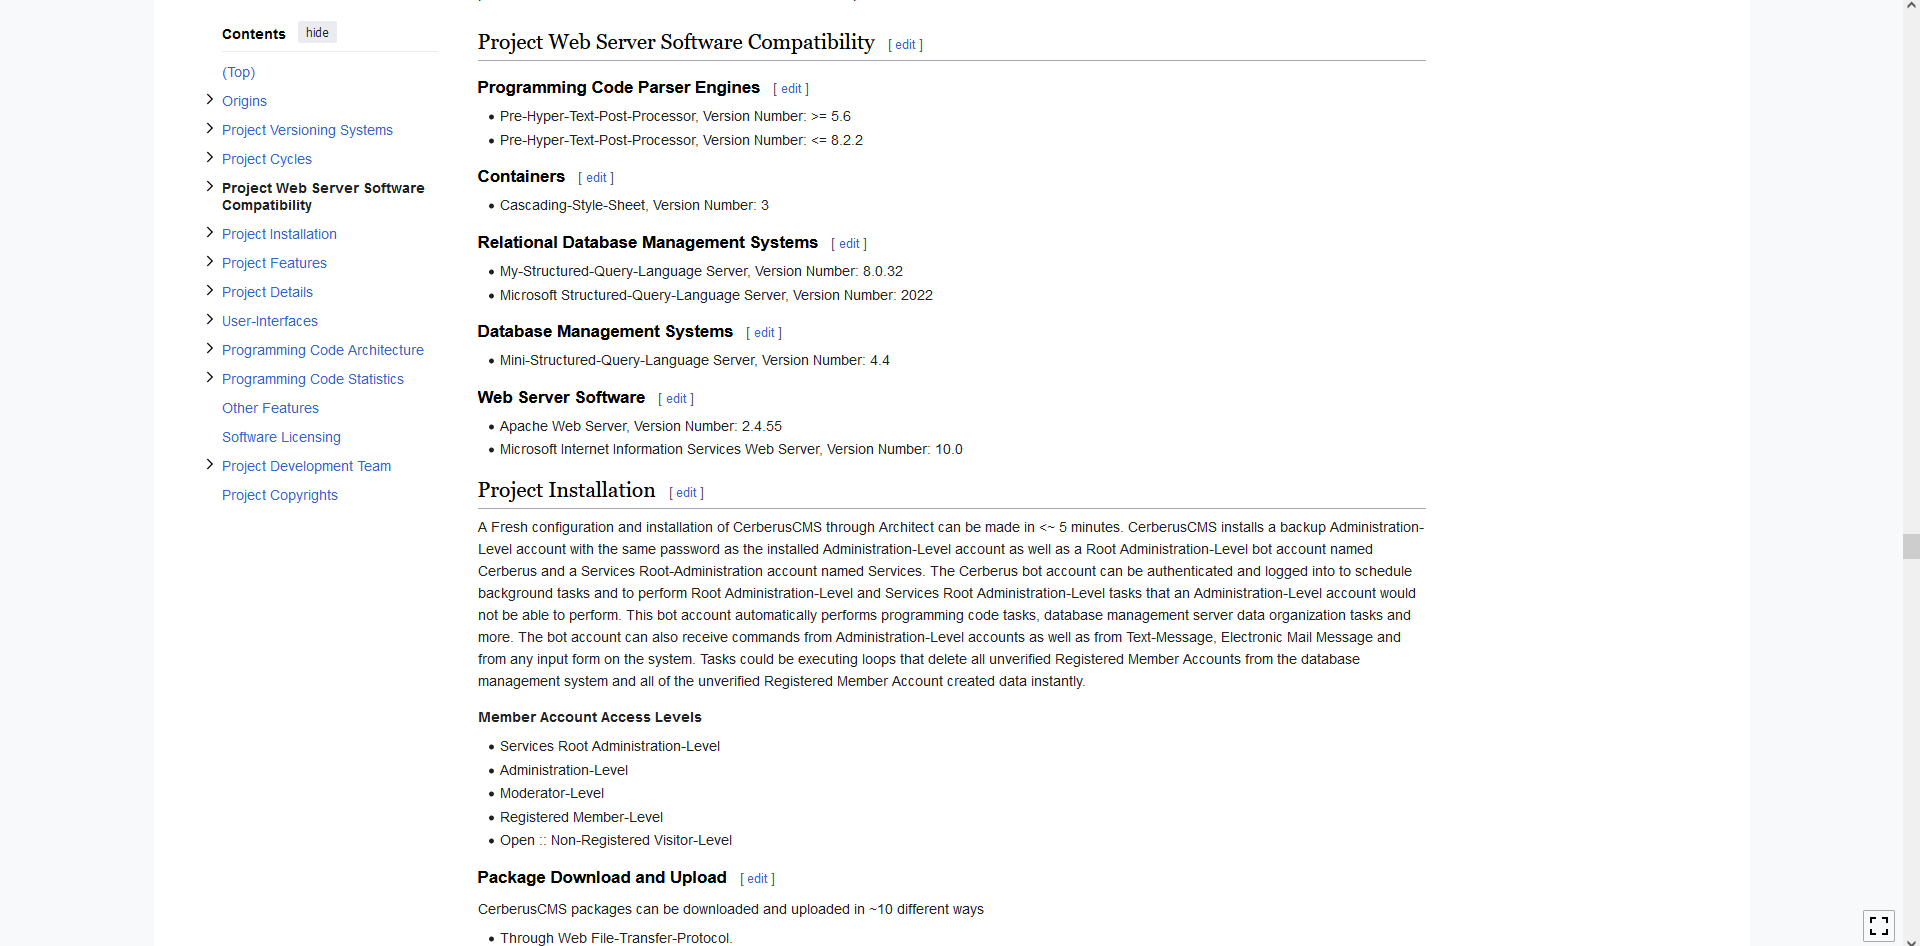 Contents hide
(Top)
Origins
Project Versioning Systems
Project Cycles
Project Web Server Software
Compatibility
Project Installation
Project Features
Project Details
User-Interfaces
Programming Code Architecture
Programming Code Statistics
Other Features
Software Licensing
Project Development Team
Project Copyrights
Project Web Server Software Compatibility [ edit ]
Programming Code Parser Engines [ edit ]
• Pre-Hyper-Text-Post-Processor, Version Number: >= 5.6
• Pre-Hyper-Text-Post-Processor, Version Number: <= 8.2.2
Containers [ edit ]
• Cascading-Style-Sheet, Version Number: 3
Relational Database Management Systems [ edit ]
• My-Structured-Query-Language Server, Version Number: 8.0.32
• Microsoft Structured-Query-Language Server, Version Number: 2022
Database Management Systems [ edit ]
• Mini-Structured-Query-Language Server, Version Number: 4.4
Web Server Software [ edit ]
• Apache Web Server, Version Number: 2.4.55
• Microsoft Internet Information Services Web Server, Version Number: 10.0
Project Installation [ edit ]
A Fresh configuration and installation of CerberusCMS through Architect can be made in <~ 5 minutes. CerberusCMS installs a backup Administration-
Level account with the same password as the installed Administration-Level account as well as a Root Administration-Level bot account named
Cerberus and a Services Root-Administration account named Services. The Cerberus bot account can be authenticated and logged into to schedule
background tasks and to perform Root Administration-Level and Services Root Administration-Level tasks that an Administration-Level account would
not be able to perform. This bot account automatically performs programming code tasks, database management server data organization tasks and
more. The bot account can also receive commands from Administration-Level accounts as well as from Text-Message, Electronic Mail Message and
from any input form on the system. Tasks could be executing loops that delete all unverified Registered Member Accounts from the database
management system and all of the unverified Registered Member Account created data instantly.
Member Account Access Levels
• Services Root Administration-Level
• Administration-Level
• Moderator-Level
• Registered Member-Level
• Open :: Non-Registered Visitor-Level
Package Download and Upload [ edit ]
CerberusCMS packages can be downloaded and uploaded in ~10 different ways
• Through Web File-Transfer-Protocol.